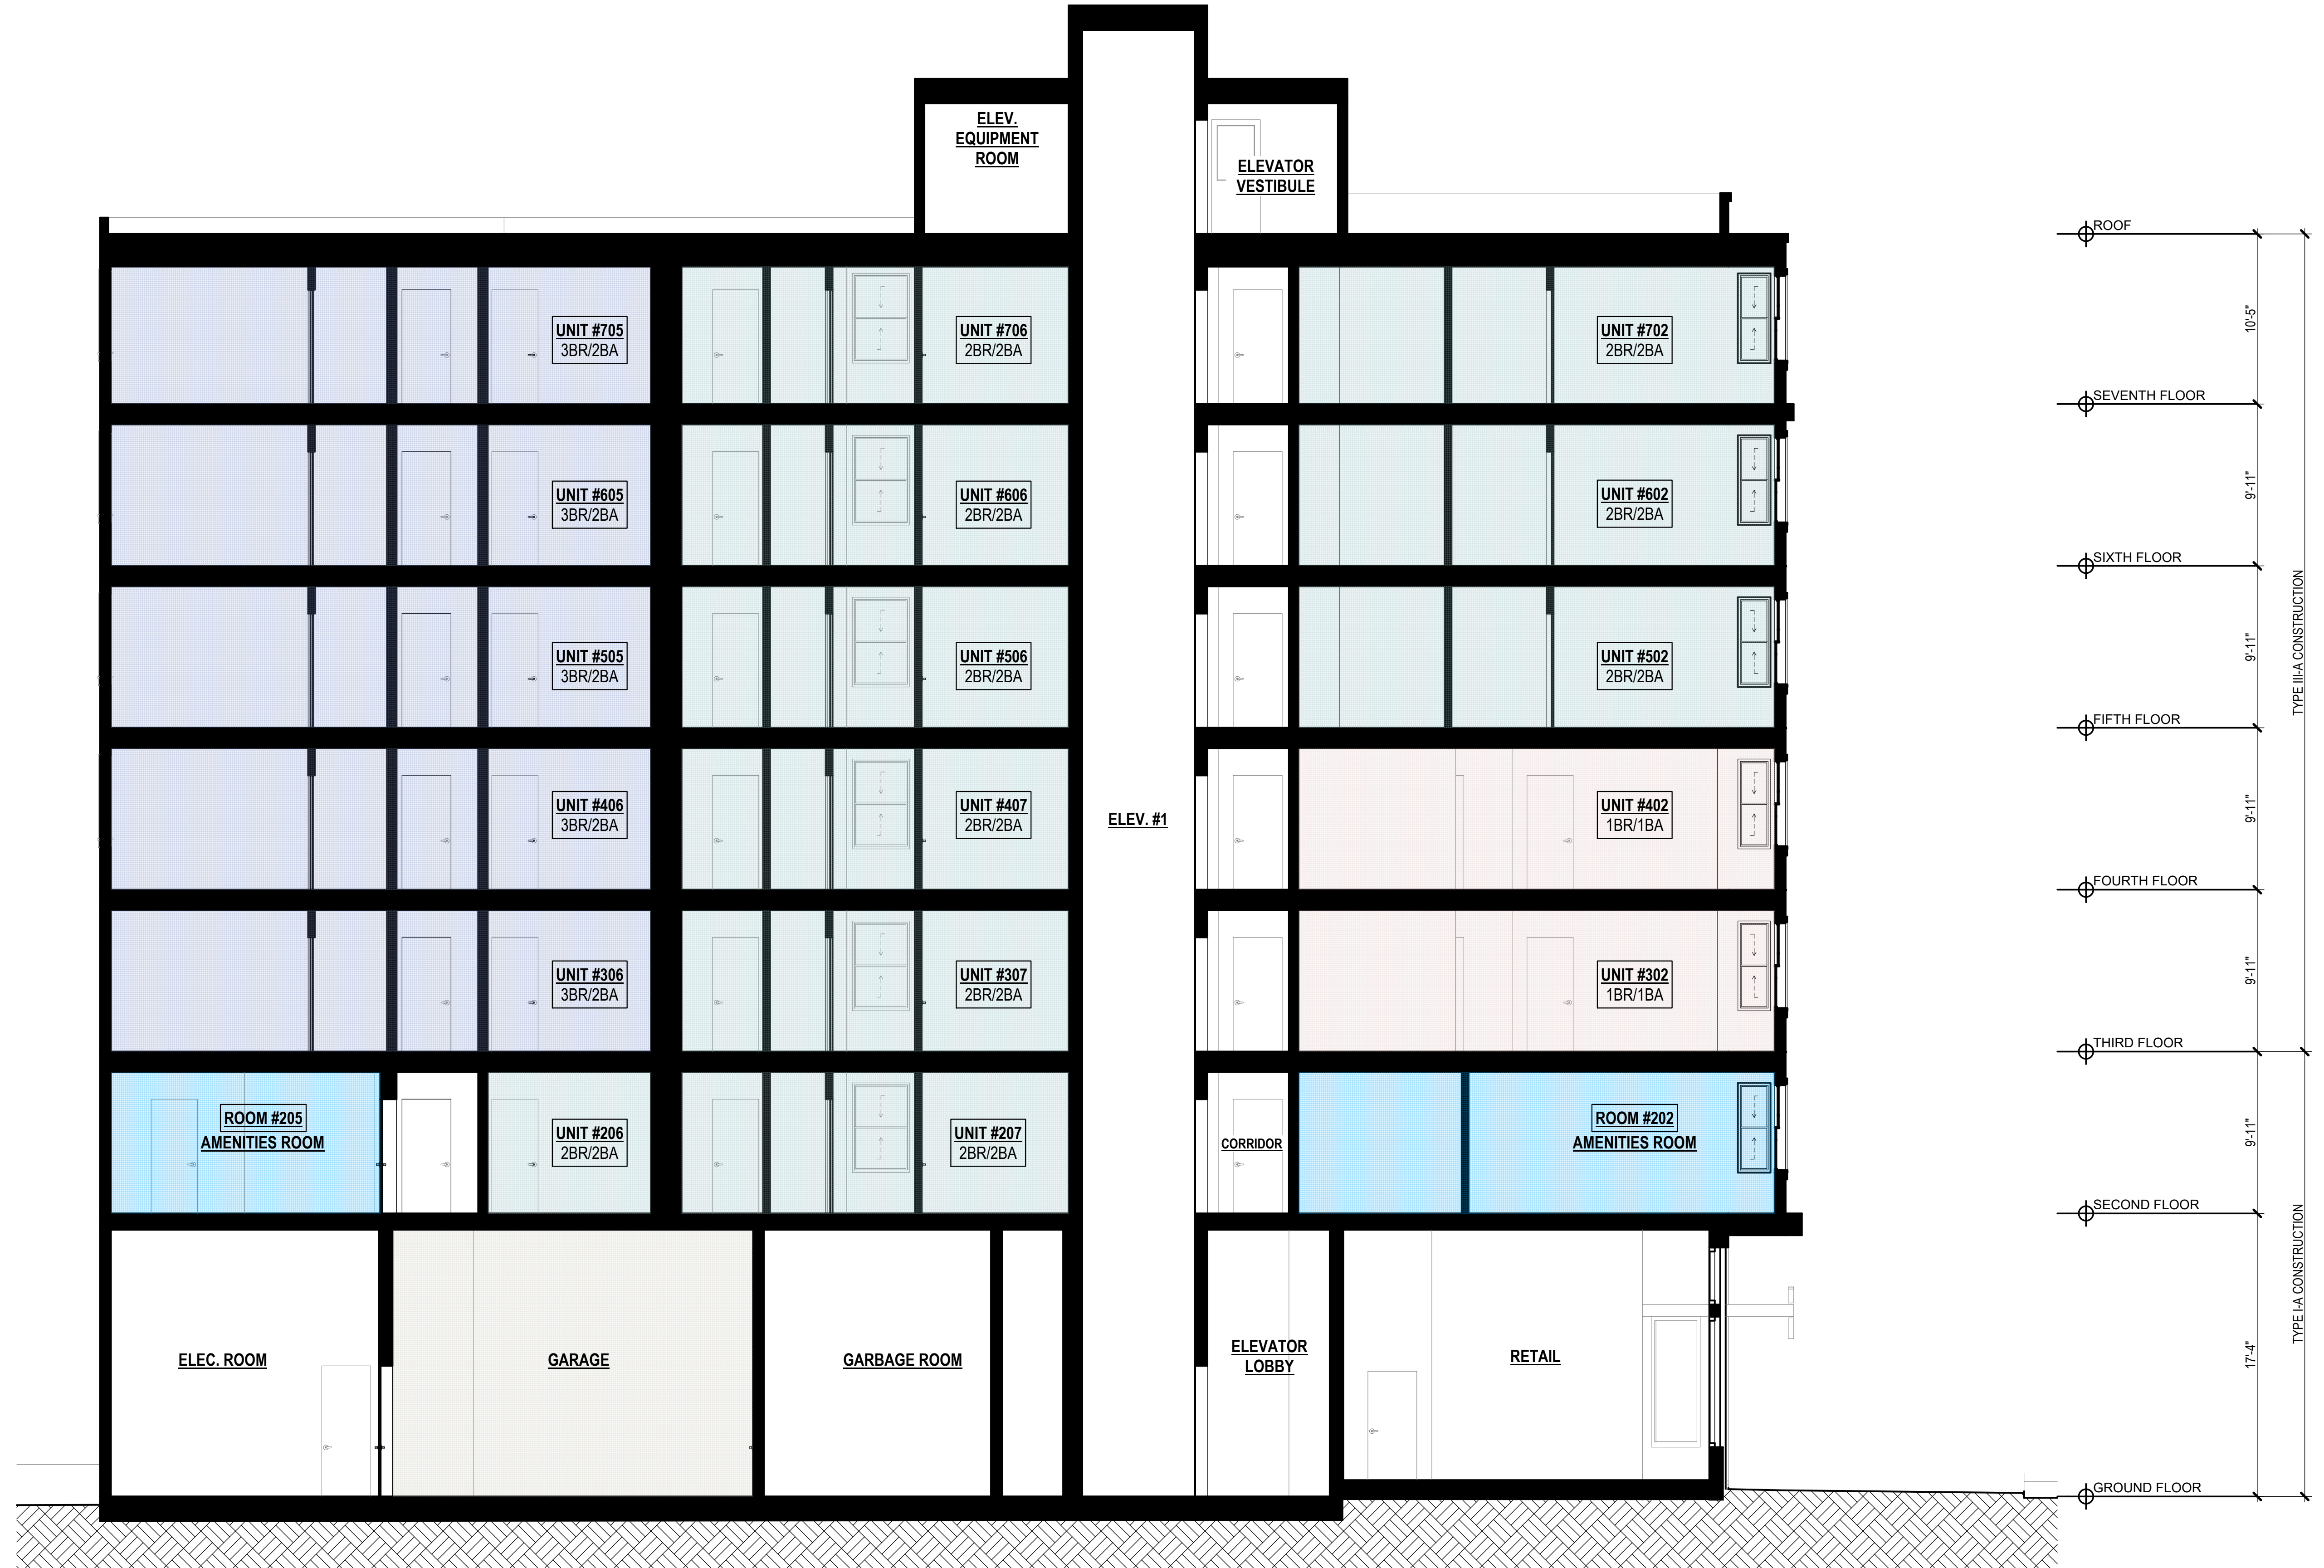 ELEV.
EQUIPMENT
ROOM
ELEVATOR
VESTIBULE
ROOF
10'-5"
UNIT #705
3BR/2BA
UNIT #706
2BR/2BA
UNIT #702
2BR/2BA
SEVENTH FLOOR
9'-11"
UNIT #605
3BR/2BA
UNIT #606
2BR/2BA
UNIT #602
2BR/2BA
SIXTH FLOOR
9'-11"
UNIT #505
3BR/2BA
UNIT #506
2BR/2BA
UNIT #502
2BR/2BA
TYPE III-A CONSTRUCTION
FIFTH FLOOR
9'-11"
UNIT #406
3BR/2BA
UNIT #407
2BR/2BA
ELEV. #1
UNIT #402
1BR/1BA
FOURTH FLOOR
9'-11"
UNIT #306
3BR/2BA
UNIT #307
2BR/2BA
UNIT #302
1BR/1BA
THIRD FLOOR
9'-11"
ROOM #205
AMENITIES ROOM
UNIT #206
2BR/2BA
UNIT #207
2BR/2BA
CORRIDOR
ROOM #202
AMENITIES ROOM
SECOND FLOOR
17'-4"
TYPE I-A CONSTRUCTION
ELEC. ROOM
GARAGE
GARBAGE ROOM
ELEVATOR
LOBBY
RETAIL
GROUND FLOOR